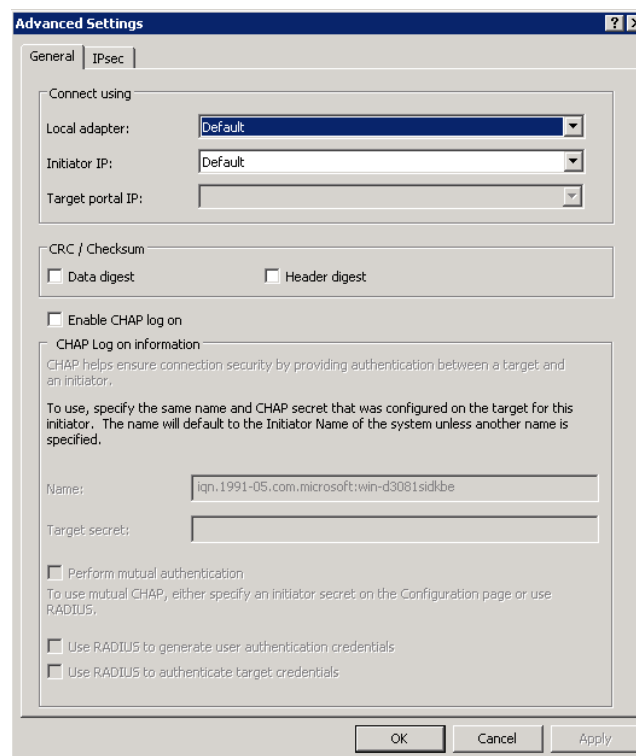 Advanced Settings
General
IPsec
Connect using
Local adapter:
Default
Initiator IP:
Default
Target portal IP:
CRC / Checksum
Data digest
Header digest
Enable CHAP log on
CHAP Log on information
CHAP helps ensure connection security by providing authentication between a target and
an initiator.
To use, specify the same name and CHAP secret that was configured on the target for this
initiator. The name will default to the Initiator Name of the system unless another name is
specified.
Name:
iqn.1991-05.com.microsoft:win-d3081sidkbe
Target secret:
Perform mutual authentication
To use mutual CHAP, either specify an initiator secret on the Configuration page or use
RADIUS.
Use RADIUS to generate user authentication credentials
Use RADIUS to authenticate target credentials
OK
Cancel
Apply